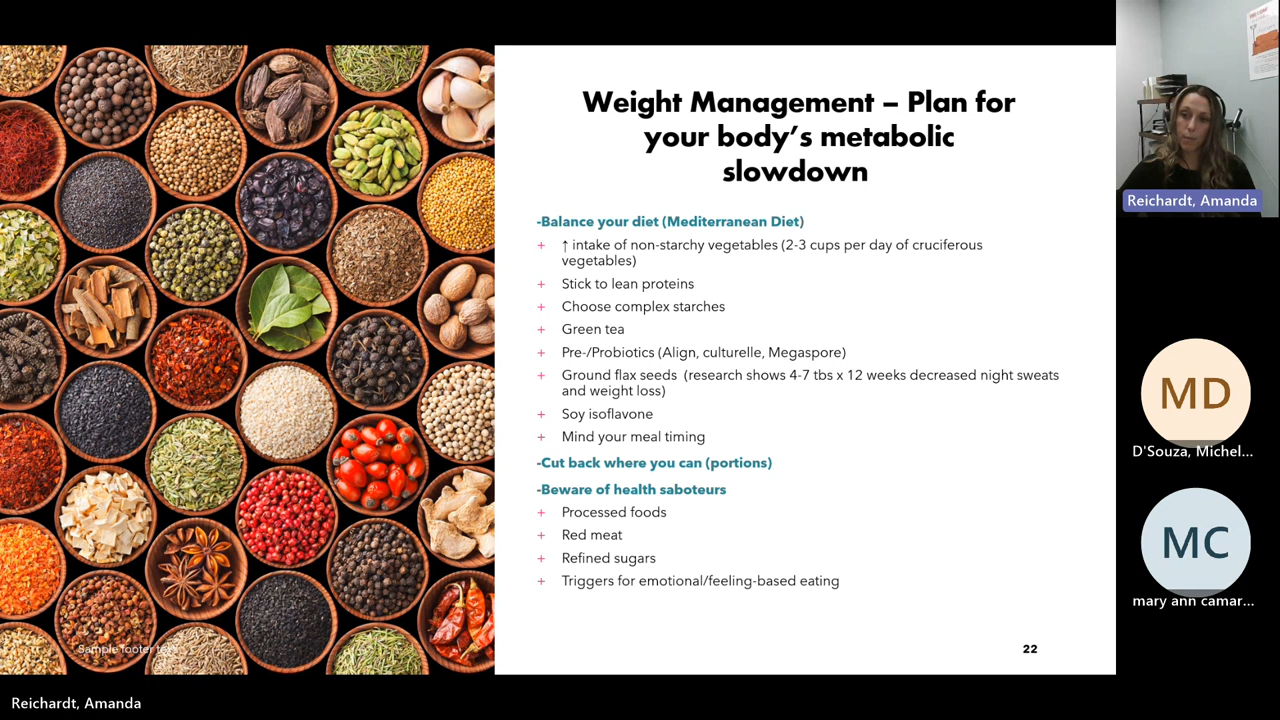 Weight Management – Plan for
your body's metabolic
slowdown
-Balance your diet (Mediterranean Diet)
+ ↑ intake of non-starchy vegetables (2-3 cups per day of cruciferous
vegetables)
+ Stick to lean proteins
+ Choose complex starches
+ Green tea
+ Pre-/Probiotics (Align, culturelle, Megaspore)
+ Ground flax seeds (research shows 4-7 tbs x 12 weeks decreased night sweats
and weight loss)
+ Soy isoflavone
+ Mind your meal timing
-Cut back where you can (portions)
-Beware of health saboteurs
+ Processed foods
+ Red meat
+ Refined sugars
+ Triggers for emotional/feeling-based eating
Sample footer text
22
Reichardt, Amanda
MD
D'Souza, Michel...
MC
mary ann camar...
Reichardt, Amanda